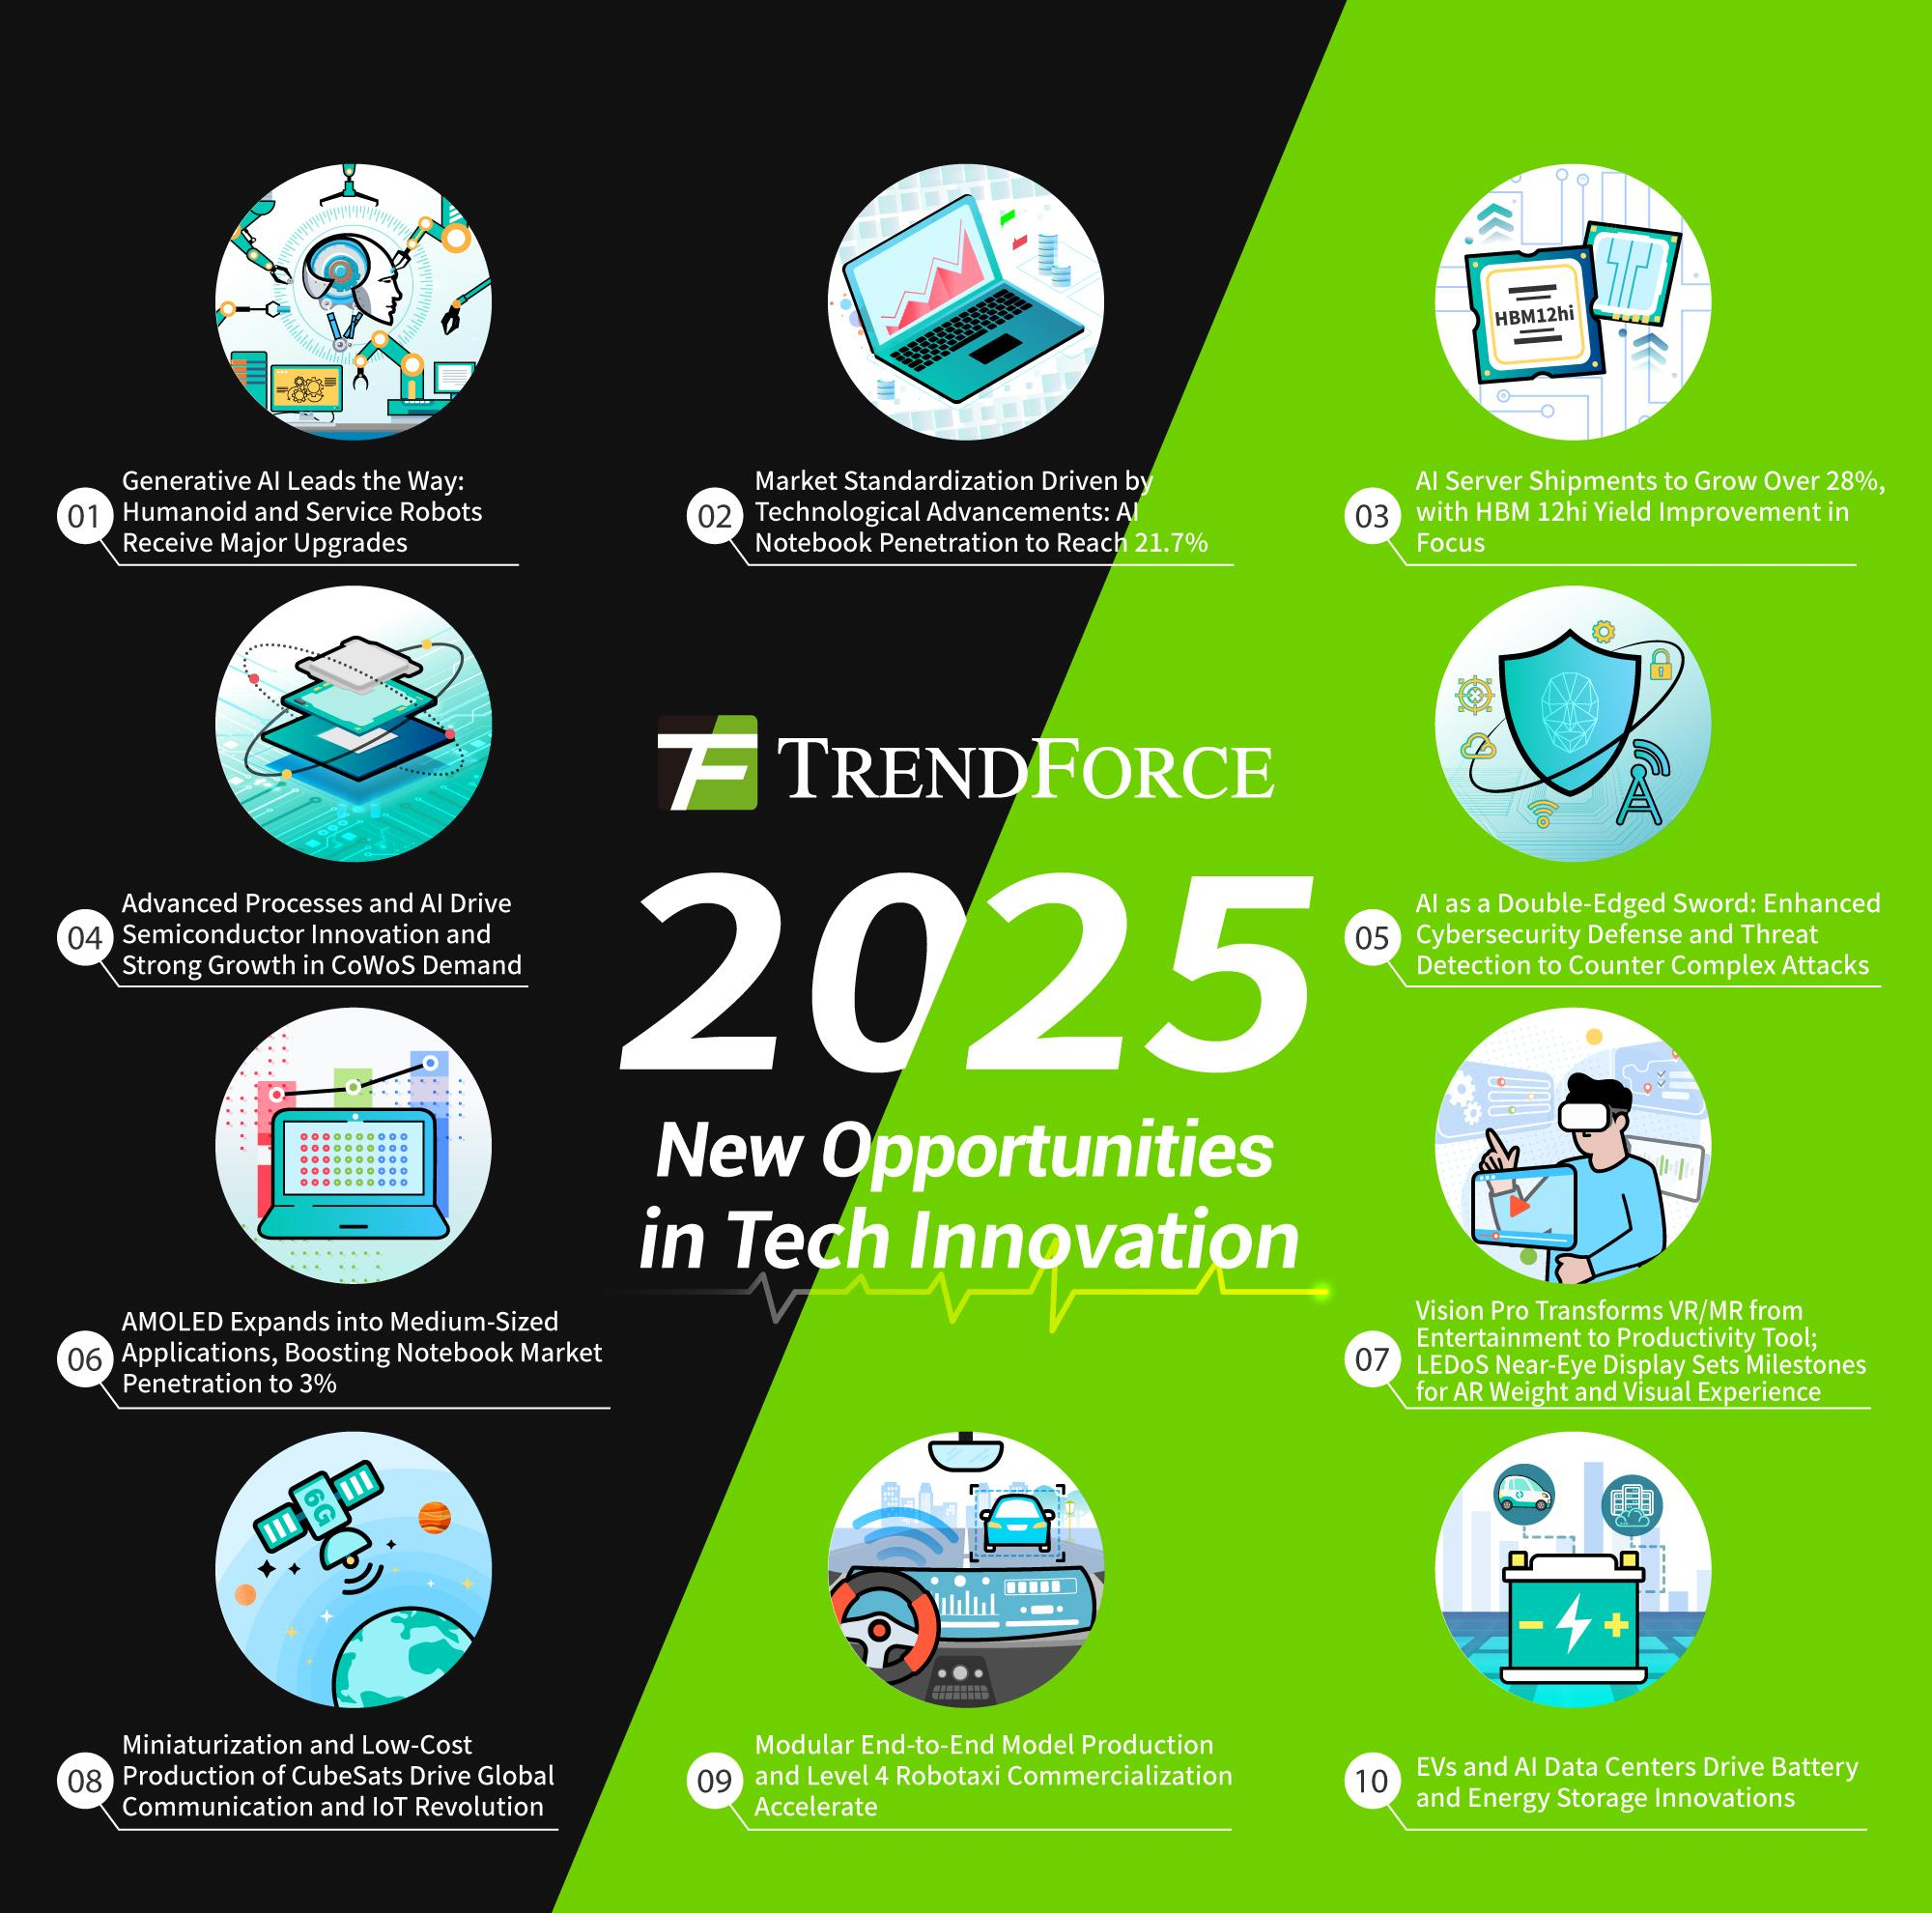 HBM12hi
01
Generative AI Leads the Way:
Humanoid and Service Robots
Receive Major Upgrades
02
Market Standardization Driven by
Technological Advancements: AI
Notebook Penetration to Reach 21.7%
03
AI Server Shipments to Grow Over 28%,
with HBM 12hi Yield Improvement in
Focus
TF TRENDFORCE
2025
New Opportunities
in Tech Innovation
04
Advanced Processes and AI Drive
Semiconductor Innovation and
Strong Growth in CoWoS Demand
05
AI as a Double-Edged Sword: Enhanced
Cybersecurity Defense and Threat
Detection to Counter Complex Attacks
06
AMOLED Expands into Medium-Sized
Applications, Boosting Notebook Market
Penetration to 3%
07
Vision Pro Transforms VR/MR from
Entertainment to Productivity Tool;
LEDoS Near-Eye Display Sets Milestones
for AR Weight and Visual Experience
6G
08
Miniaturization and Low-Cost
Production of CubeSats Drive Global
Communication and IoT Revolution
09
Modular End-to-End Model Production
and Level 4 Robotaxi Commercialization
Accelerate
10
EVs and AI Data Centers Drive Battery
and Energy Storage Innovations